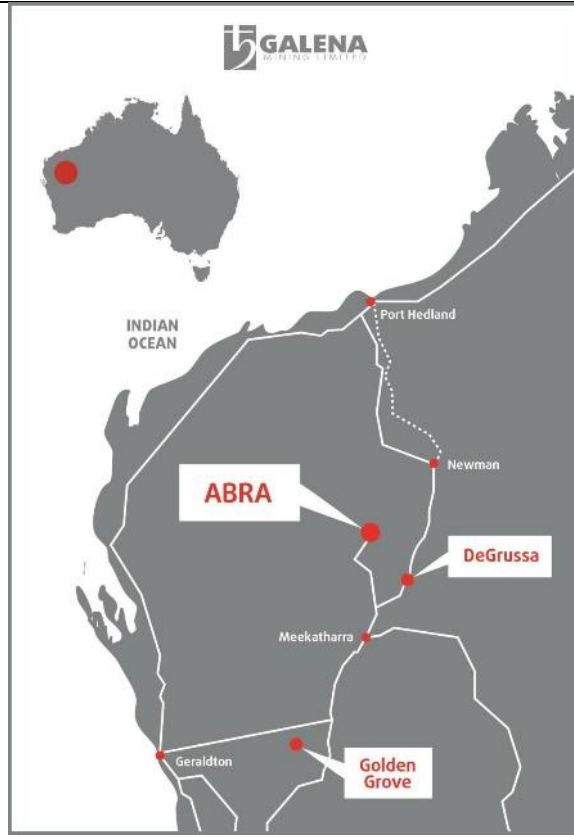 GALENA
MINING LIMITED
INDIAN
OCEAN
Port Hedland
Newman
ABRA
DeGrussa
Meekatharra
Geraldton
Golden
Grove